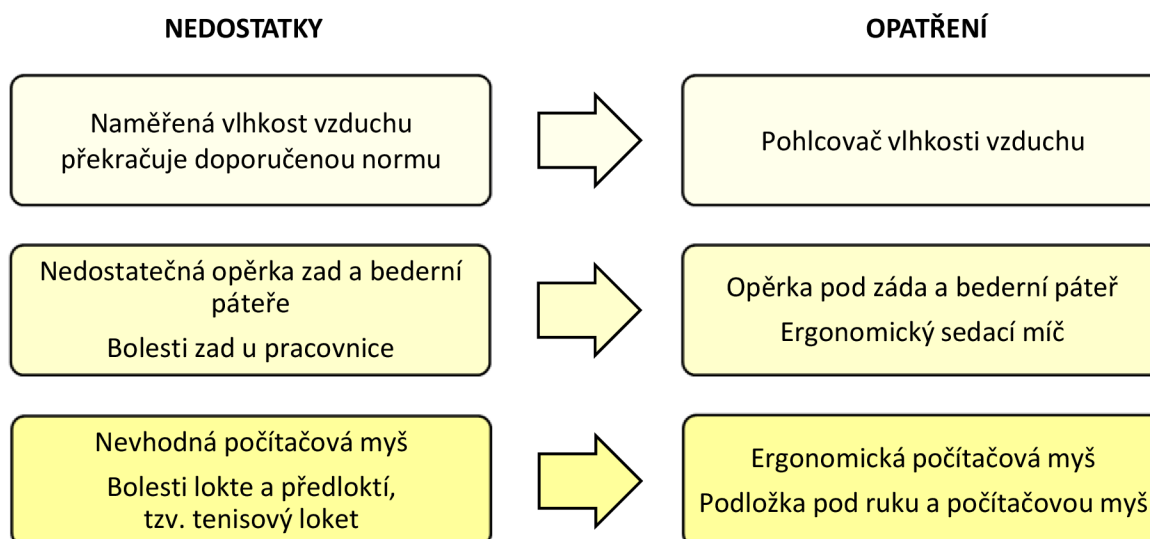 NEDOSTATKY
OPATŘENÍ
Naměřená vlhkost vzduchu
překračuje doporučenou normu
Pohlcovač vlhkosti vzduchu
Nedostatečná opěrka zad a bederní
páteře
Bolesti zad u pracovnice
Opěrka pod záda a bederní páteř
Ergonomický sedací míč
Nevhodná počítačová myš
Bolesti lokte a předloktí,
tzv. tenisový loket
Ergonomická počítačová myš
Podložka pod ruku a počítačovou myš